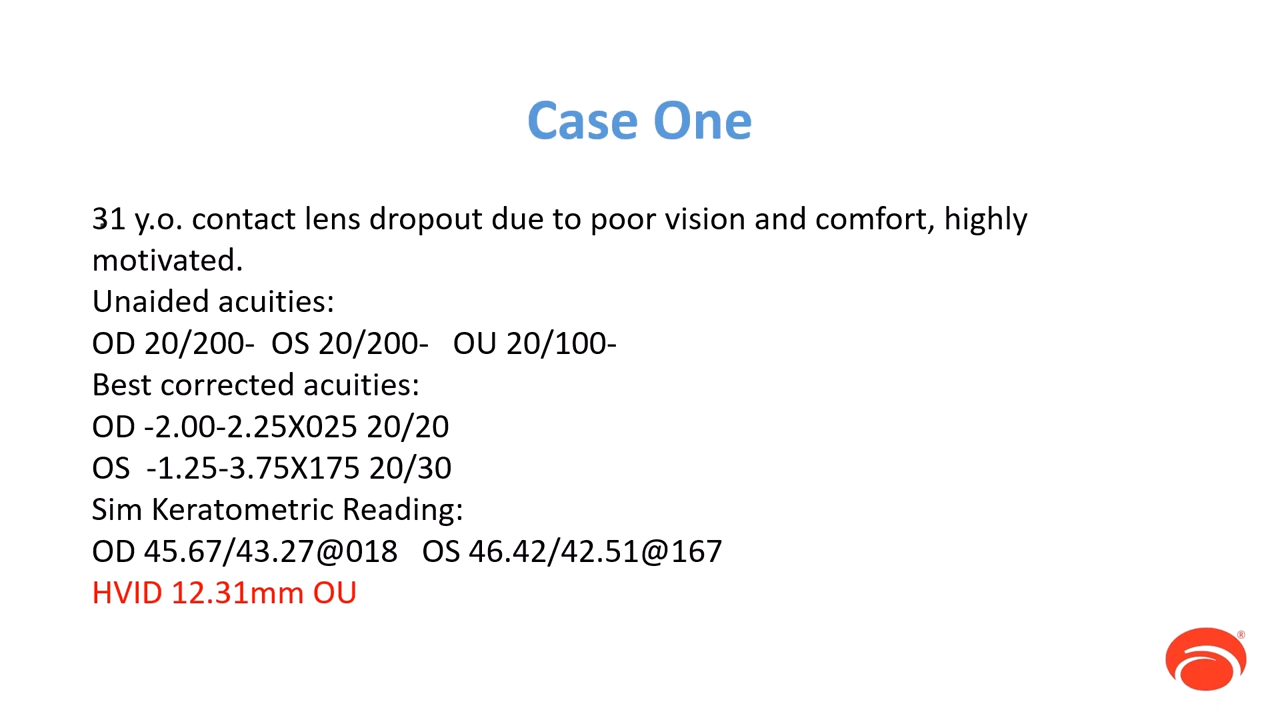 Case One
31 y.o. contact lens dropout due to poor vision and comfort, highly
motivated.
Unaided acuities:
OD 20/200-  OS 20/200-   OU 20/100-
Best corrected acuities:
OD -2.00-2.25X025 20/20
OS  -1.25-3.75X175 20/30
Sim Keratometric Reading:
OD 45.67/43.27@018   OS 46.42/42.51@167
HVID 12.31mm OU
®